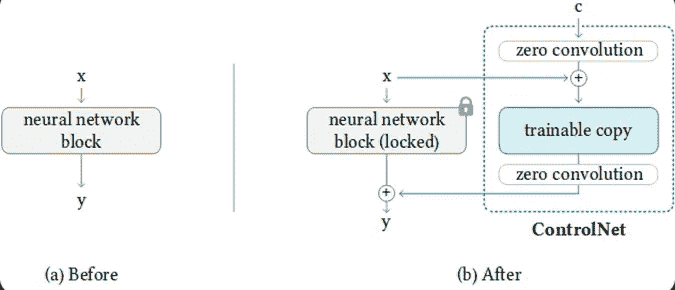 c
zero convolution
x
+
x
neural network
block
neural network
block (locked)
trainable copy
zero convolution
+
y
y
ControlNet
(a) Before
(b) After